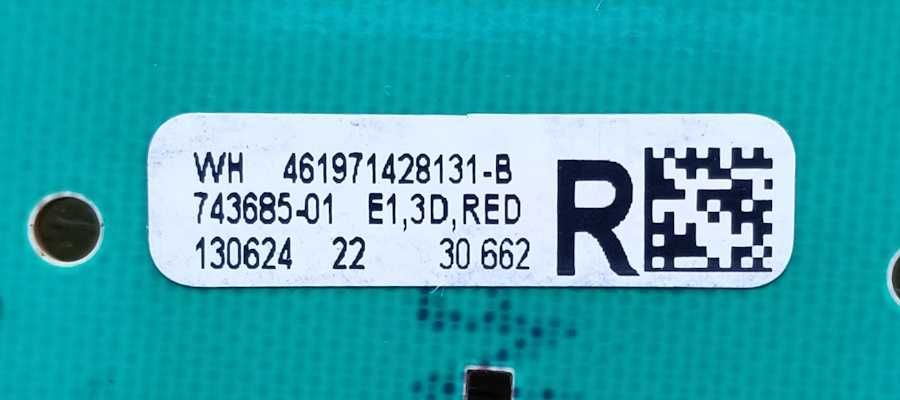 WH 461971428131-B
743685-01 E1,3D,RED
130624 22 30 662
R